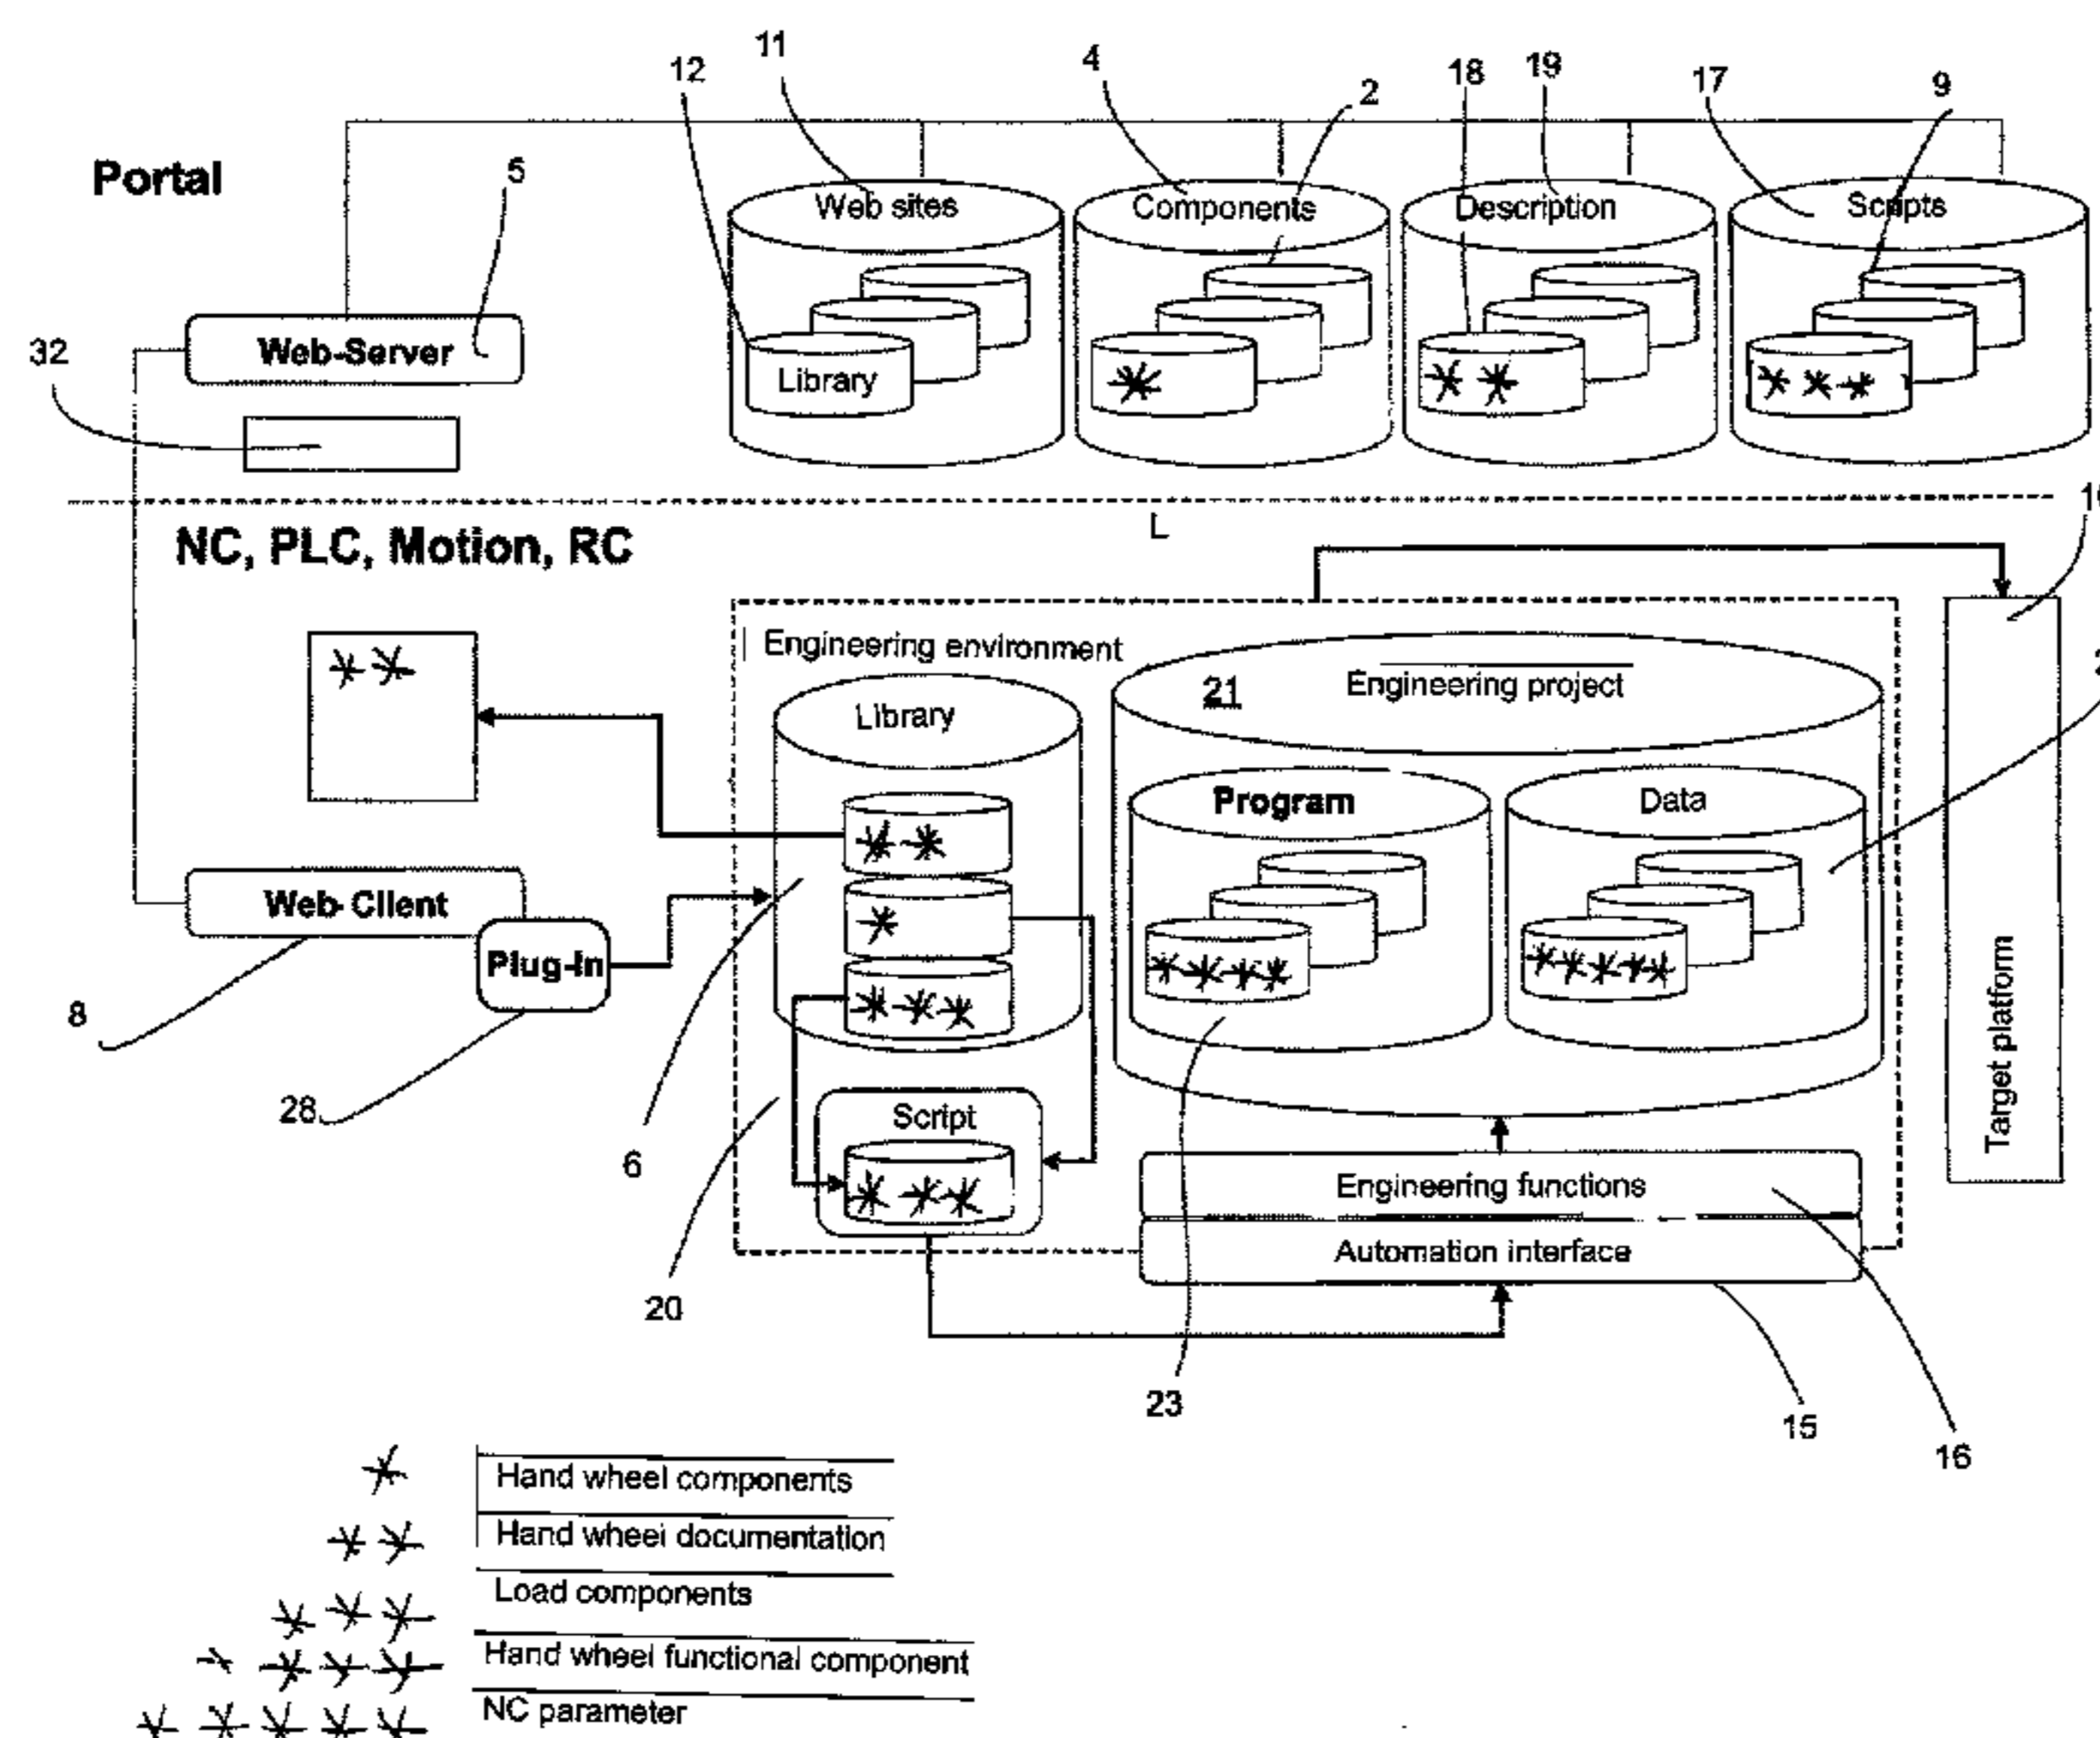 11
12
4
2
18
19
17
9
Portal
5
Web sites
Components
Description
Scripts
32
Web-Server
Library
L
NC, PLC, Motion, RC
Engineering environment
21
Engineering project
Library
Program
Data
Web-Client
Plug-In
8
28
6
Script
Target platform
Engineering functions
Automation interface
20
23
15
16
Hand wheel components
Hand wheel documentation
Load components
Hand wheel functional component
NC parameter